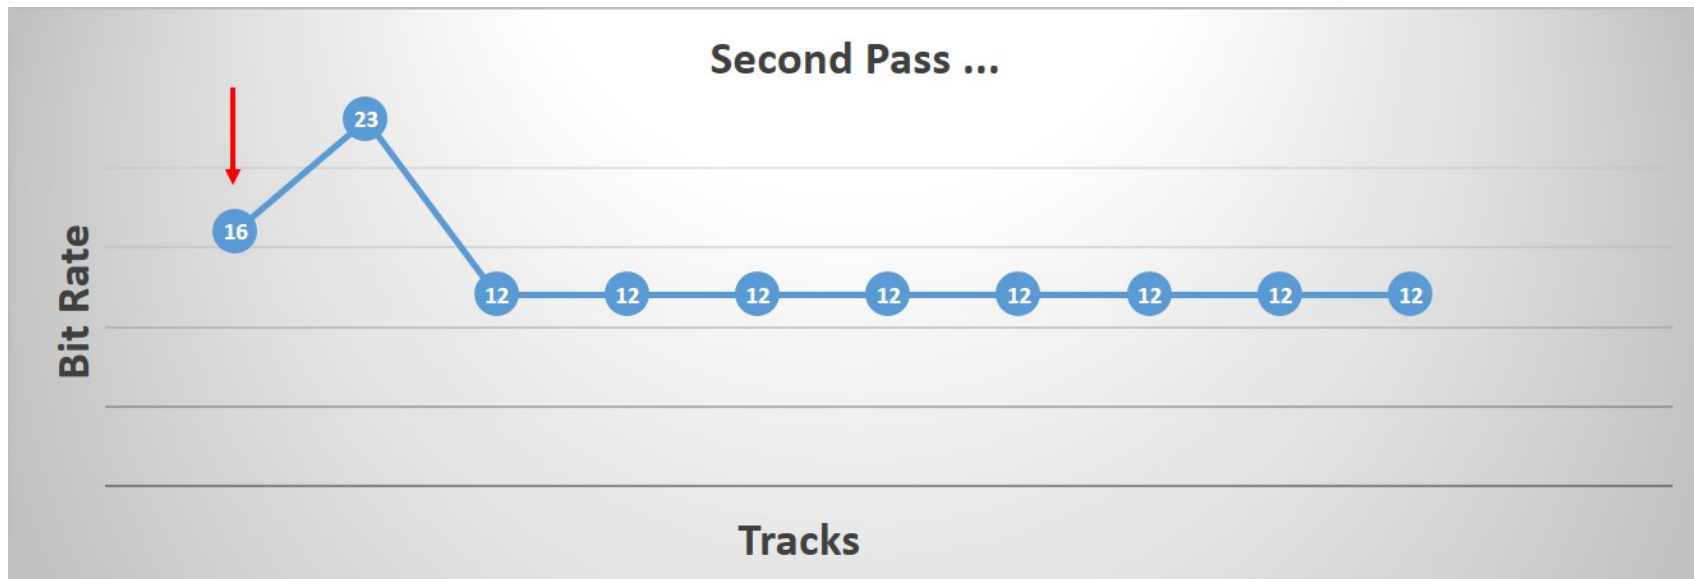 Second Pass ...
23
16
12 12 12 12 12 12 12 12
Bit Rate
Tracks